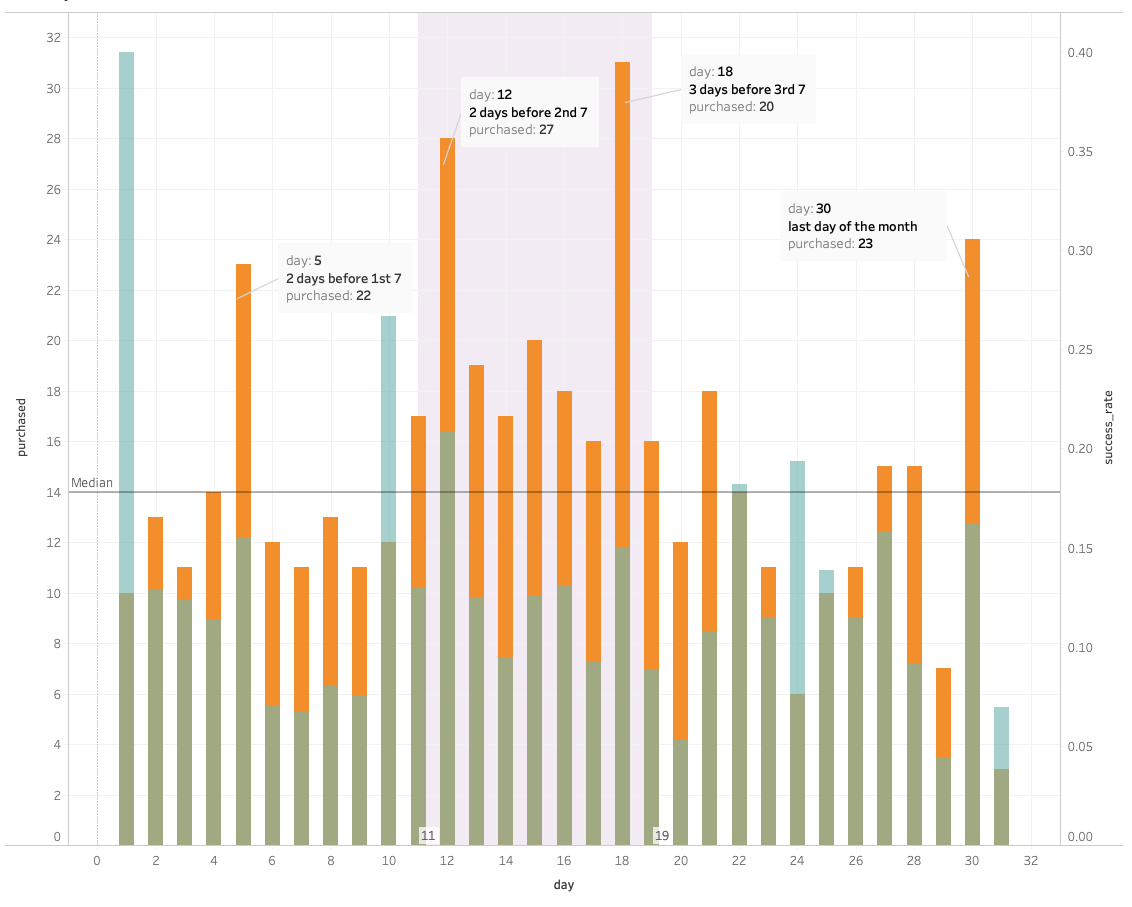 32
30
28
26
24
22
20
18
16
14
12
10
8
6
4
2
0
purchased
Median
day: 5
2 days before 1st 7
purchased: 22
day: 12
2 days before 2nd 7
purchased: 27
day: 18
3 days before 3rd 7
purchased: 20
day: 30
last day of the month
purchased: 23
11
19
0.40
0.35
0.30
0.25
0.20
0.15
0.10
0.05
0.00
success_rate
0 2 4 6 8 10 12 14 16 18 20 22 24 26 28 30 32
day